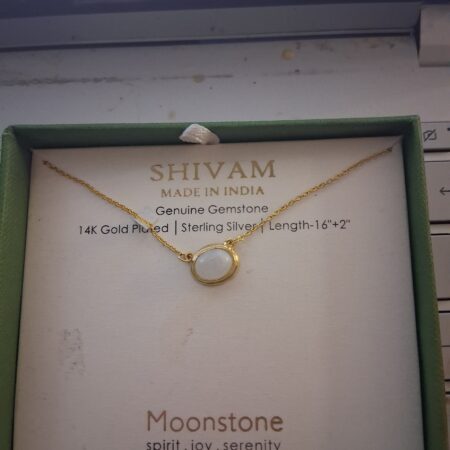 SHIVAM
MADE IN INDIA
Genuine Gemstone
14K Gold Plated | Sterling Silver | Length-16"+2"
Moonstone
spirit. joy. serenity